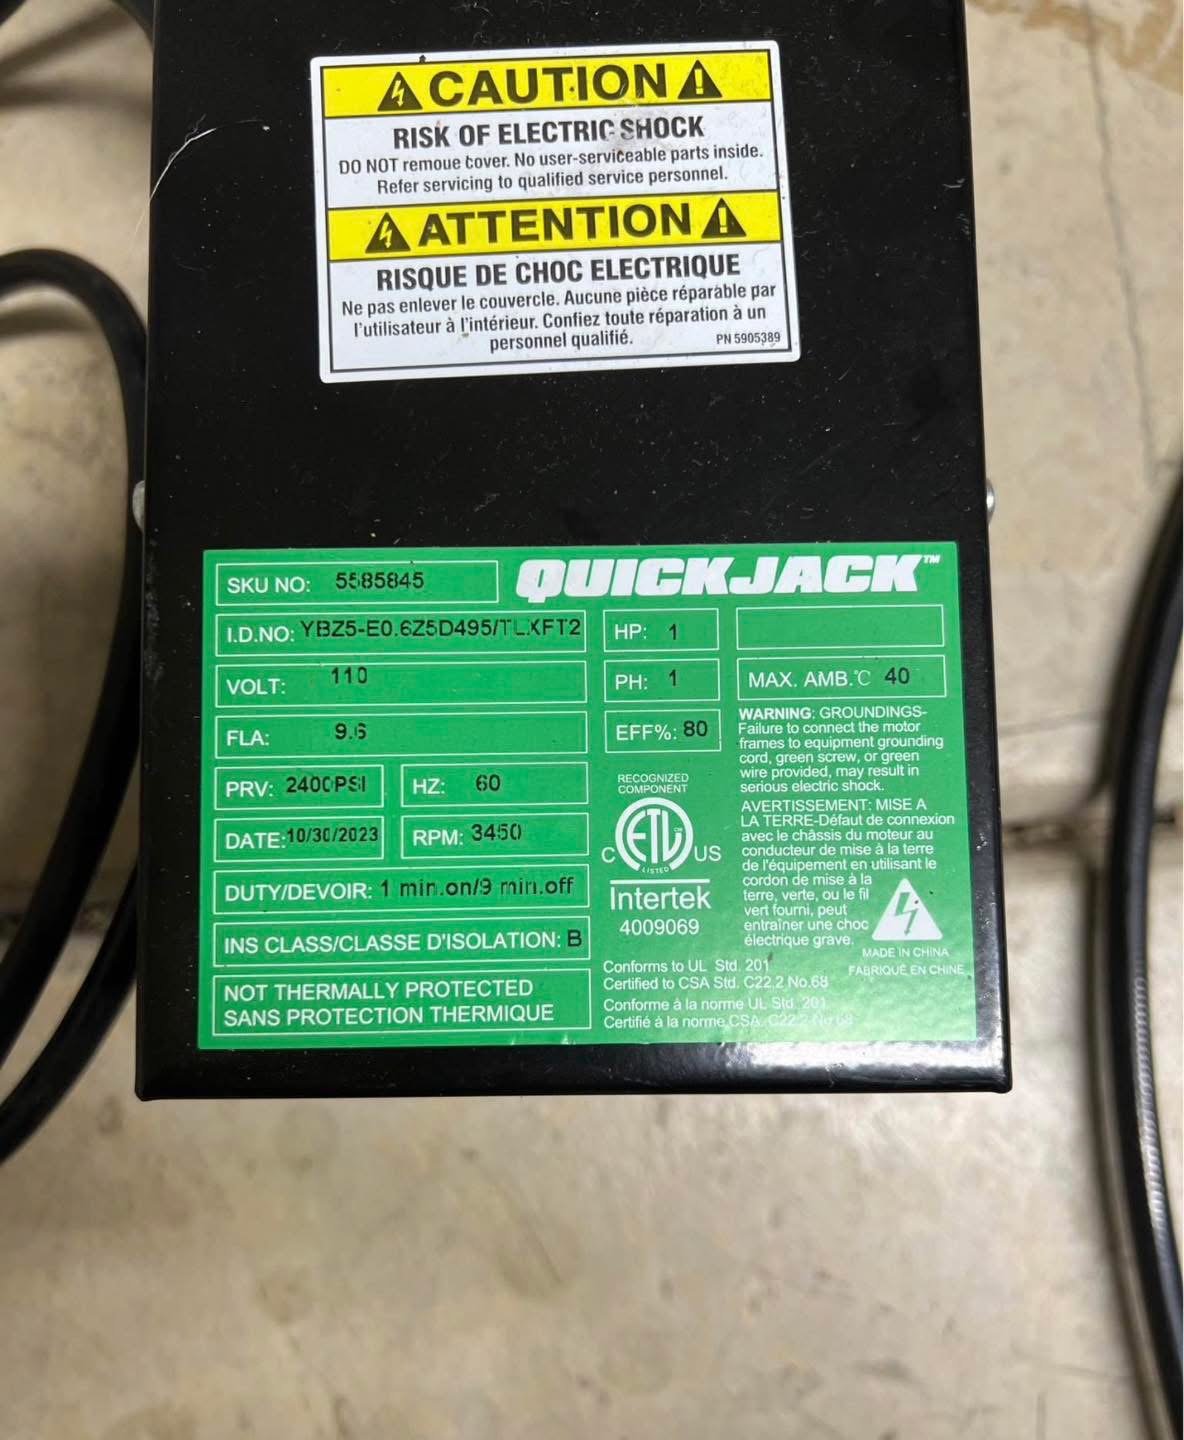 CAUTION
RISK OF ELECTRIC SHOCK
DO NOT remoue cover. No user-serviceable parts inside.
Refer servicing to qualified service personnel.
ATTENTION
RISQUE DE CHOC ELECTRIQUE
Ne pas enlever le couvercle. Aucune pièce réparable par
l'utilisateur à l'intérieur. Confiez toute réparation à un
personnel qualifié.
PN 5905389
QUICKJACK™
SKU NO: 5585845
I.D.NO: YBZ5-E0.6Z5D495/TLXFT2
HP: 1
VOLT: 110
PH: 1
MAX. AMB.℃ 40
FLA: 9.6
EFF%: 80
PRV: 2400PSI
HZ: 60
DATE: 10/30/2023
RPM: 3450
DUTY/DEVOIR: 1 min.on/9 min.off
INS CLASS/CLASSE D'ISOLATION: B
NOT THERMALLY PROTECTED
SANS PROTECTION THERMIQUE
WARNING: GROUNDINGS-
Failure to connect the motor
frames to equipment grounding
cord, green screw, or green
wire provided, may result in
serious electric shock.
AVERTISSEMENT: MISE A
LA TERRE-Défaut de connexion
avec le châssis du moteur au
conducteur de mise à la terre
de l'équipement en utilisant le
cordon de mise à la
terre, verte, ou le fil
vert fourni, peut
entraîner une choc
électrique grave.
MADE IN CHINA
FABRIQUÉ EN CHINE
RECOGNIZED
COMPONENT
C ETL US
LISTED
Intertek
4009069
Conforms to UL Std. 201
Certified to CSA Std. C22.2 No.68
Conforme à la norme UL Std. 201
Certifié à la norme CSA C22.2 No.68